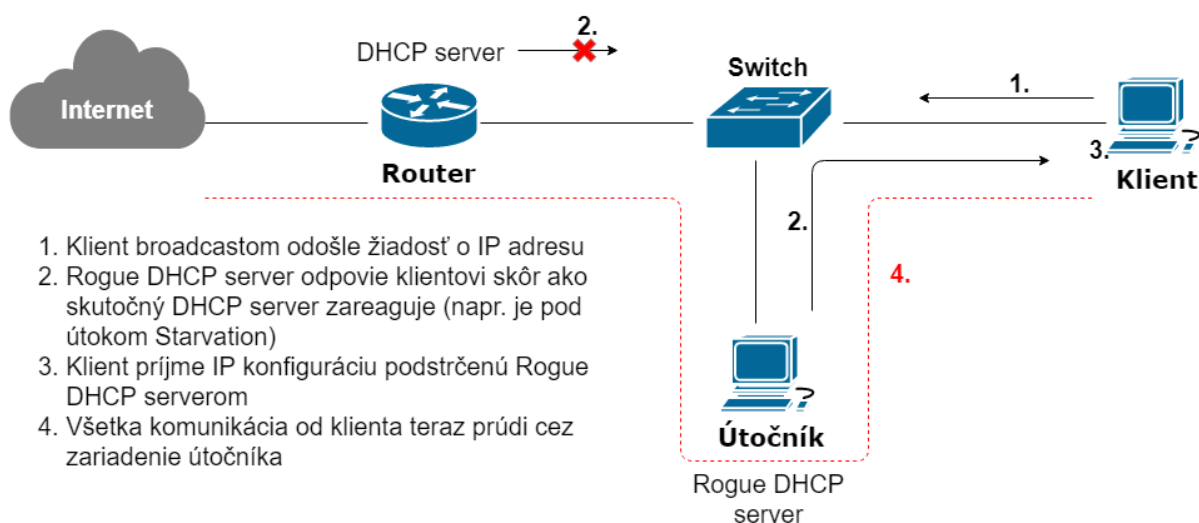 2.
DHCP server
Switch
1.
Internet
3.
Router
Klient
1. Klient broadcastom odošle žiadosť o IP adresu
2. Rogue DHCP server odpovie klientovi skôr ako
skutočný DHCP server zareaguje (napr. je pod
útokom Starvation)
3. Klient príjme IP konfiguráciu podstrčenú Rogue
DHCP serverom
4. Všetka komunikácia od klienta teraz prúdi cez
zariadenie útočníka
2.
4.
Útočník
Rogue DHCP
server